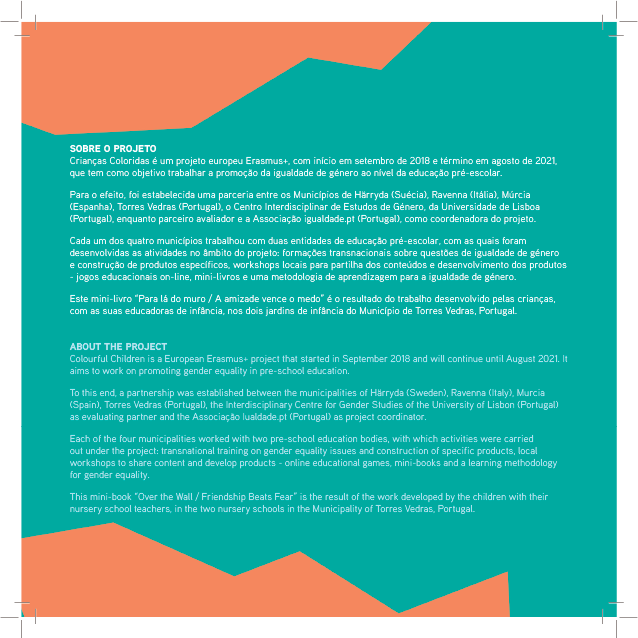 SOBRE O PROJETO
Crianças Coloridas é um projeto europeu Erasmus+, com início em setembro de 2018 e término em agosto de 2021,
que tem como objetivo trabalhar a promoção da igualdade de género ao nível da educação pré-escolar.
Para o efeito, foi estabelecida uma parceria entre os Municípios de Härryda (Suécia), Ravenna (Itália), Múrcia
(Espanha), Torres Vedras (Portugal), o Centro Interdisciplinar de Estudos de Género, da Universidade de Lisboa
(Portugal), enquanto parceiro avaliador e a Associação igualdade.pt (Portugal), como coordenadora do projeto.
Cada um dos quatro municípios trabalhou com duas entidades de educação pré-escolar, com as quais foram
desenvolvidas as atividades no âmbito do projeto: formações transnacionais sobre questões de igualdade de género
e construção de produtos específicos, workshops locais para partilha dos conteúdos e desenvolvimento dos produtos
- jogos educacionais on-line, mini-livros e uma metodologia de aprendizagem para a igualdade de género.
Este mini-livro "Para lá do muro / A amizade vence o medo" é o resultado do trabalho desenvolvido pelas crianças,
com as suas educadoras de infância, nos dois jardins de infância do Município de Torres Vedras, Portugal.
ABOUT THE PROJECT
Colourful Children is a European Erasmus+ project that started in September 2018 and will continue until August 2021. It
aims to work on promoting gender equality in pre-school education.
To this end, a partnership was established between the municipalities of Härryda (Sweden), Ravenna (Italy), Murcia
(Spain), Torres Vedras (Portugal), the Interdisciplinary Centre for Gender Studies of the University of Lisbon (Portugal)
as evaluating partner and the Associação Iualdade.pt (Portugal) as project coordinator.
Each of the four municipalities worked with two pre-school education bodies, with which activities were carried
out under the project: transnational training on gender equality issues and construction of specific products, local
workshops to share content and develop products - online educational games, mini-books and a learning methodology
for gender equality.
This mini-book "Over the Wall / Friendship Beats Fear" is the result of the work developed by the children with their
nursery school teachers, in the two nursery schools in the Municipality of Torres Vedras, Portugal.